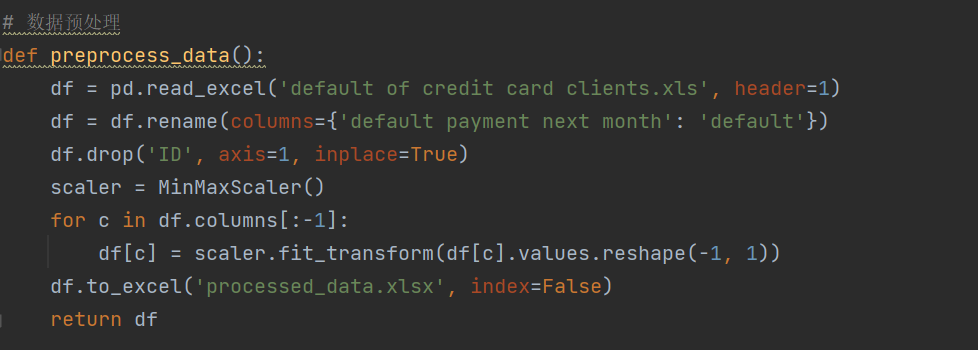 # 数据预处理
def preprocess_data():
    df = pd.read_excel('default of credit card clients.xls', header=1)
    df = df.rename(columns={'default payment next month': 'default'})
    df.drop('ID', axis=1, inplace=True)
    scaler = MinMaxScaler()
    for c in df.columns[:-1]:
        df[c] = scaler.fit_transform(df[c].values.reshape(-1, 1))
    df.to_excel('processed_data.xlsx', index=False)
    return df